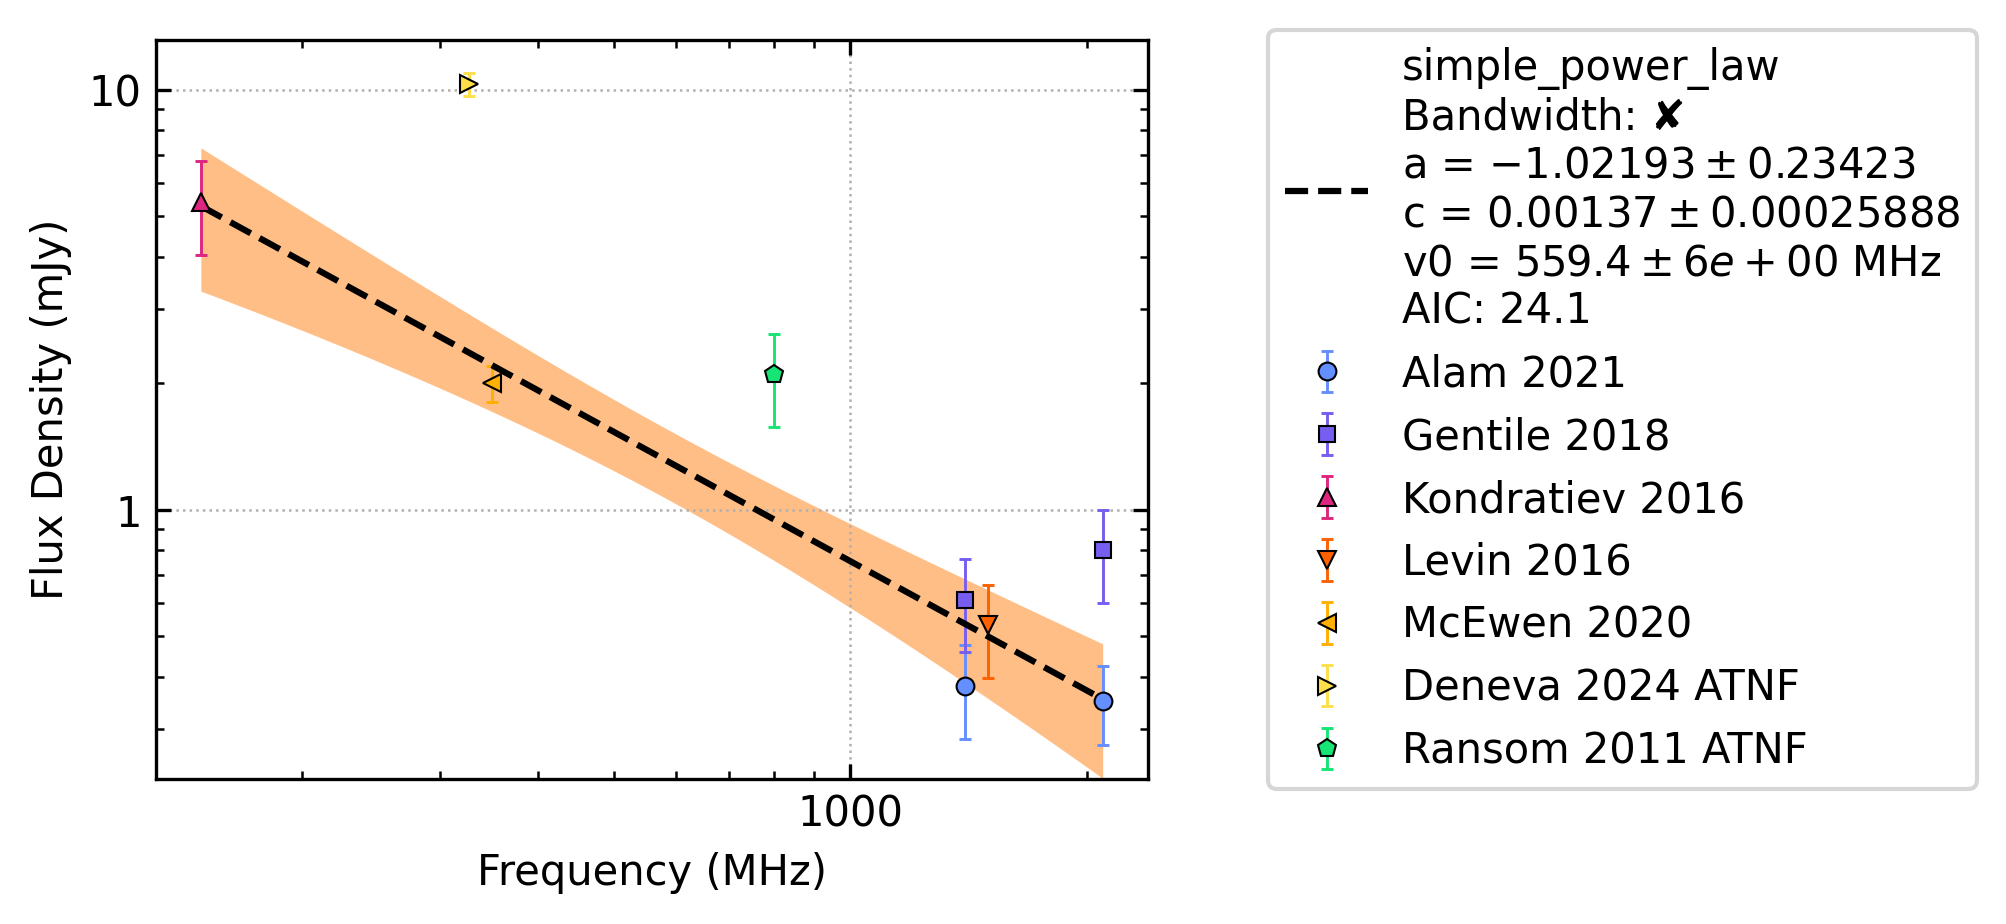 10
1
Flux Density (mJy)
1000
Frequency (MHz)
simple_power_law
Bandwidth: ✘
a = −1.02193 ± 0.23423
c = 0.00137 ± 0.00025888
v0 = 559.4 ± 6e + 00 MHz
AIC: 24.1
Alam 2021
Gentile 2018
Kondratiev 2016
Levin 2016
McEwen 2020
Deneva 2024 ATNF
Ransom 2011 ATNF